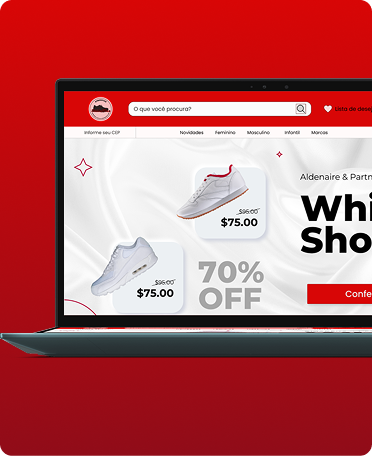 O que você procura?
Lista de desej
Informe seu CEP
Novidades
Feminino
Masculino
Infantil
Marcas
Aldenaire & Partn
Whi
Sho
$95.00
$75.00
$95.00
$75.00
70%
OFF
Confe